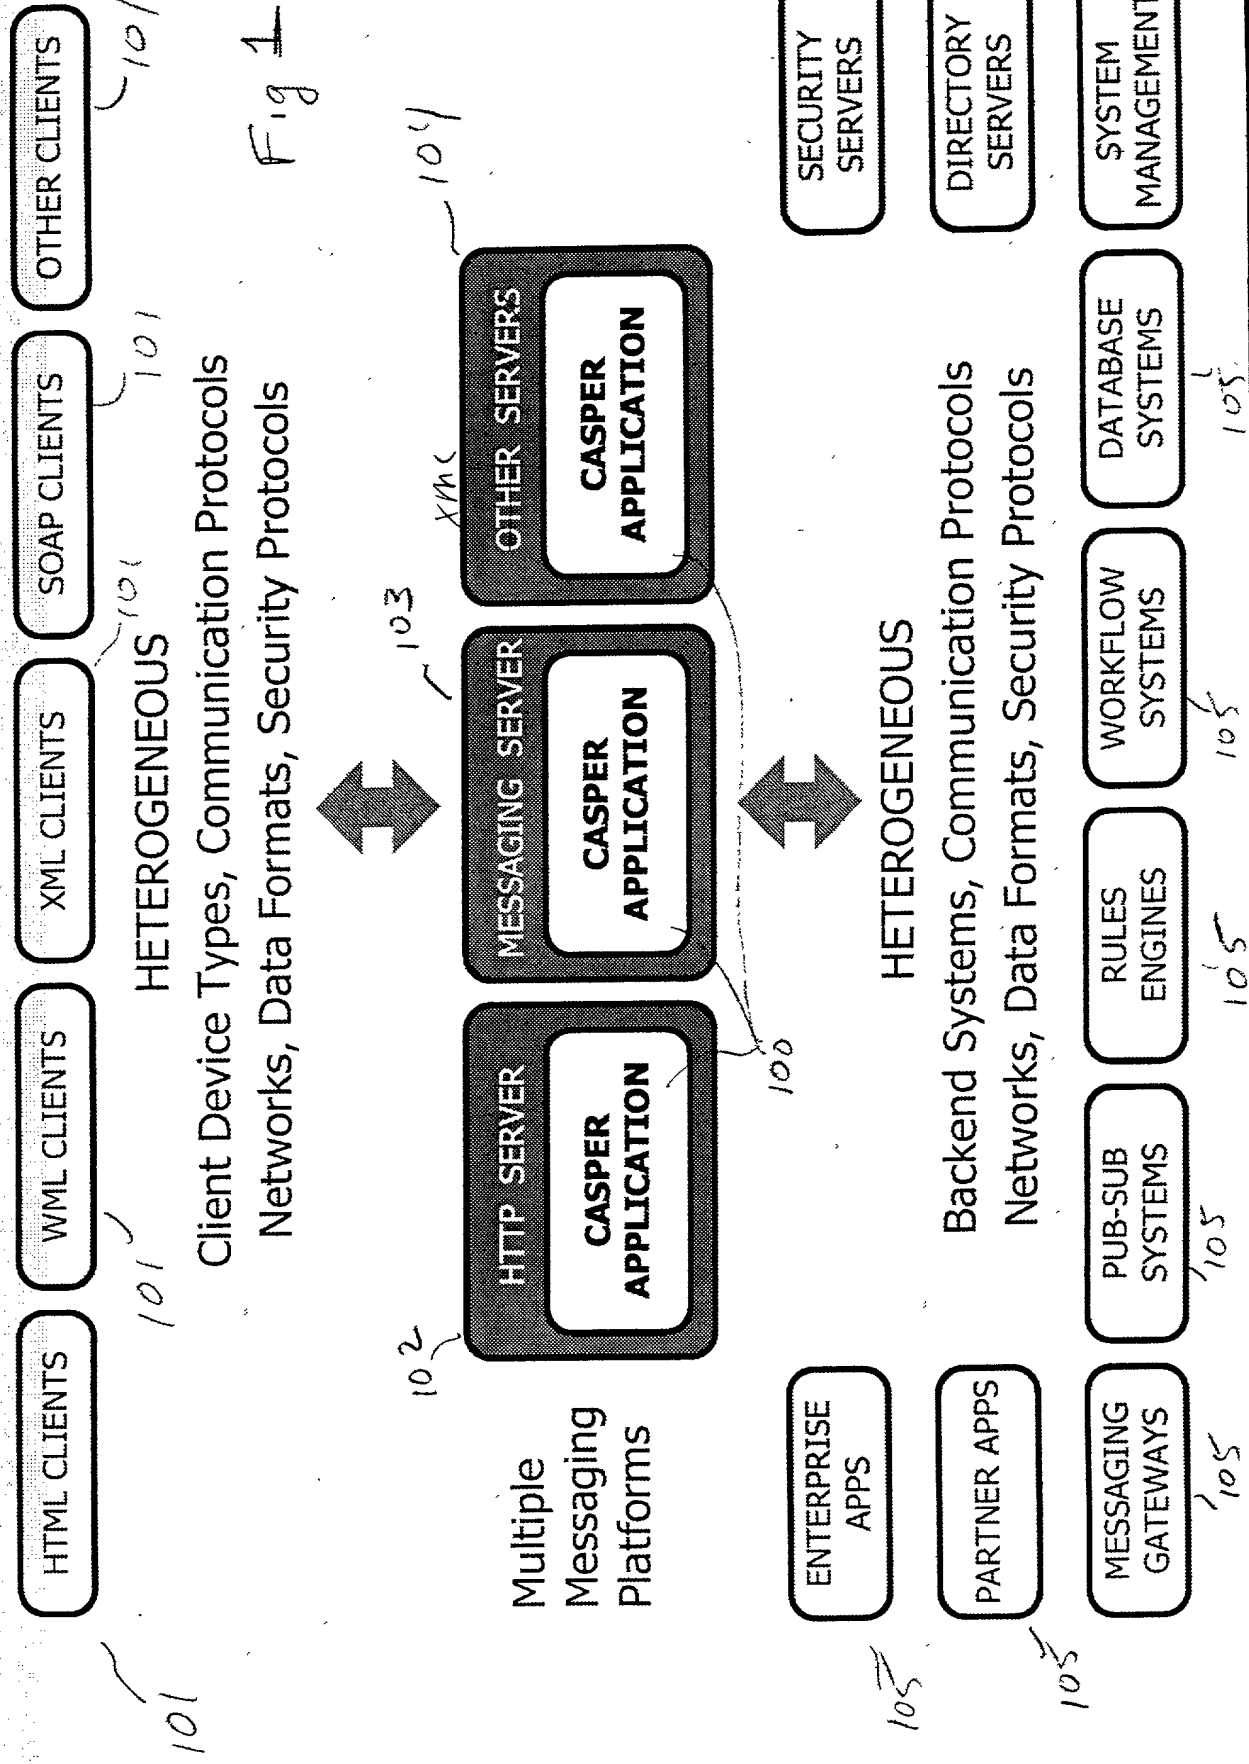 HTML CLIENTS
WML CLIENTS
XML CLIENTS
SOAP CLIENTS
OTHER CLIENTS
101
101
101
101
101
HETEROGENEOUS
Client Device Types, Communication Protocols
Networks, Data Formats, Security Protocols
Fig 1
102
103
104
xmc
Multiple
Messaging
Platforms
HTTP SERVER
CASPER
APPLICATION
MESSAGING SERVER
CASPER
APPLICATION
OTHER SERVERS
CASPER
APPLICATION
100
HETEROGENEOUS
Backend Systems, Communication Protocols
Networks, Data Formats, Security Protocols
ENTERPRISE
APPS
105
PARTNER APPS
105
SECURITY
SERVERS
DIRECTORY
SERVERS
MESSAGING
GATEWAYS
PUB-SUB
SYSTEMS
RULES
ENGINES
WORKFLOW
SYSTEMS
DATABASE
SYSTEMS
SYSTEM
MANAGEMENT
105
105
105
105
105